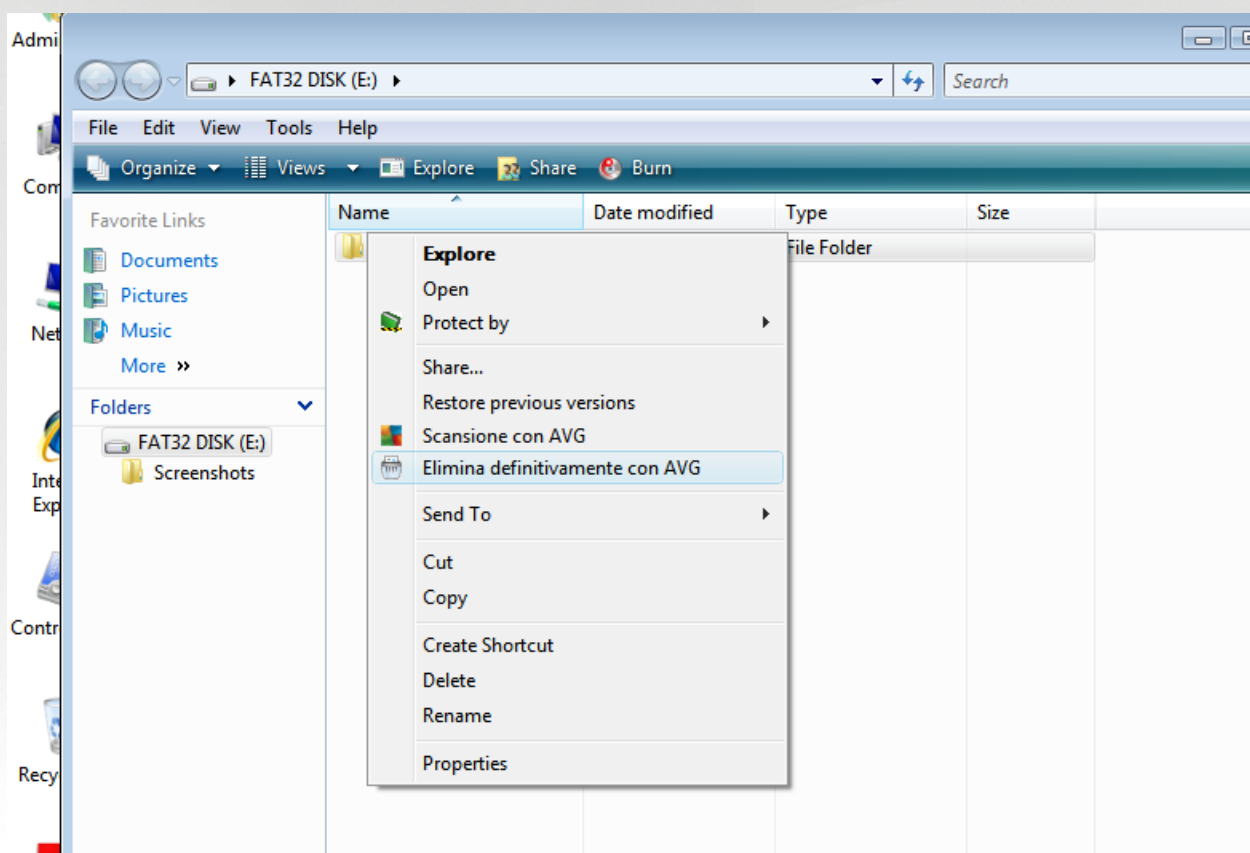 Admi
FAT32 DISK (E:)
Search
File Edit View Tools Help
Organize Views Explore Share Burn
Com
Favorite Links
Documents
Pictures
Music
More »
Net
Folders
FAT32 DISK (E:)
Screenshots
Inte
Exp
Contr
Recy
Name Date modified Type Size
File Folder
Explore
Open
Protect by
Share...
Restore previous versions
Scansione con AVG
Elimina definitivamente con AVG
Send To
Cut
Copy
Create Shortcut
Delete
Rename
Properties